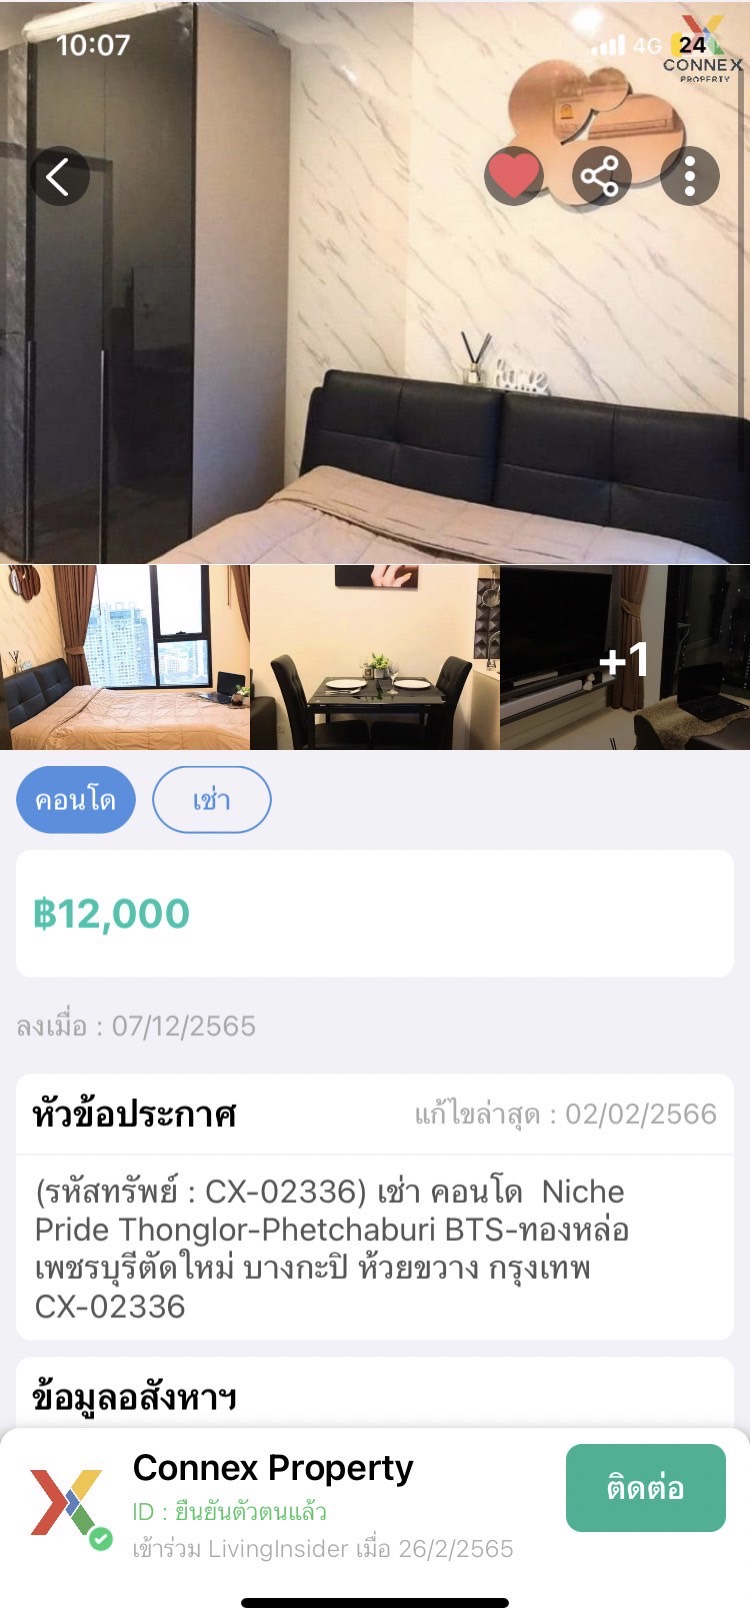 10:07
4G
24
CONNEX
PROPERTY
home
+1
คอนโด
เช่า
฿12,000
ลงเมื่อ : 07/12/2565
หัวข้อประกาศ
แก้ไขล่าสุด : 02/02/2566
(รหัสทรัพย์ : CX-02336) เช่า คอนโด  Niche
Pride Thonglor-Phetchaburi BTS-ทองหล่อ
เพชรบุรีตัดใหม่ บางกะปิ ห้วยขวาง กรุงเทพ
CX-02336
ข้อมูลอสังหาฯ
Connex Property
ID : ยืนยันตัวตนแล้ว
เข้าร่วม LivingInsider เมื่อ 26/2/2565
ติดต่อ